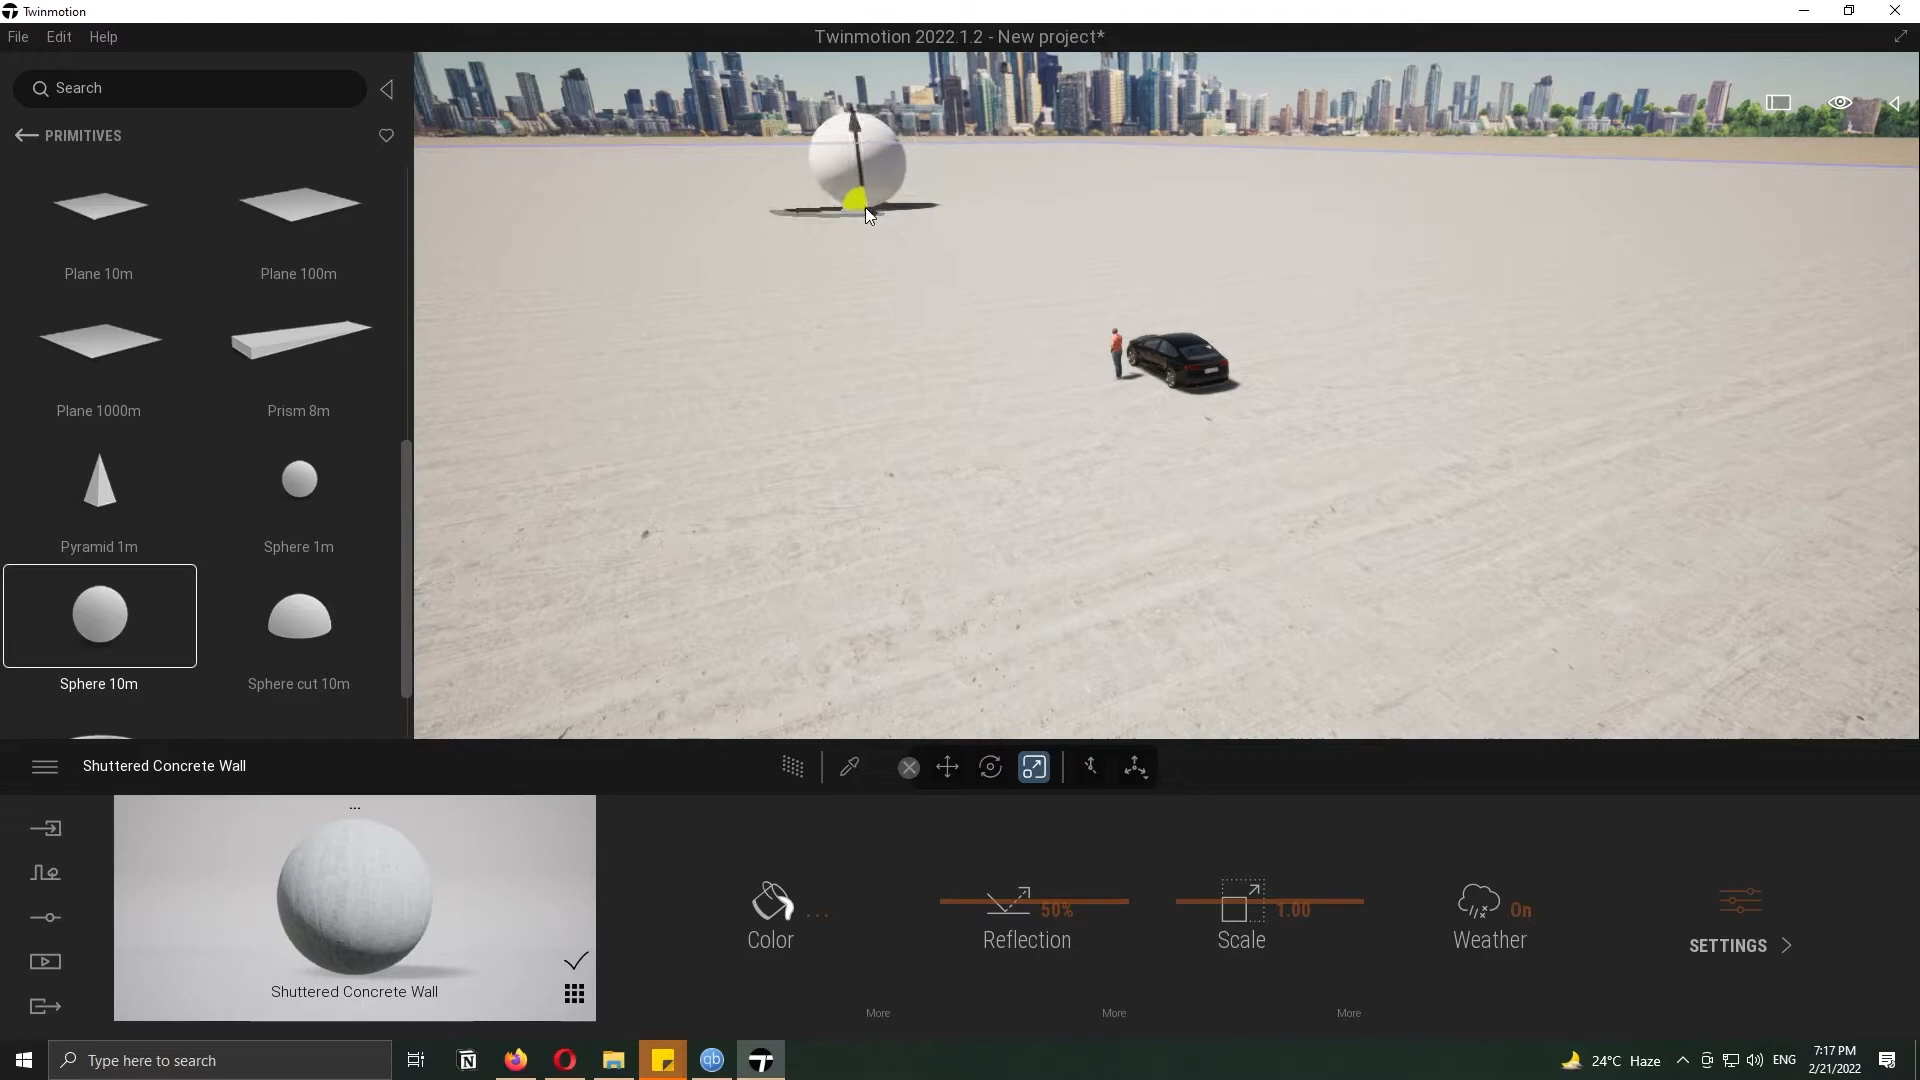 Twinmotion
File Edit Help
Twinmotion 2022.1.2 - New project*
Search
PRIMITIVES
Plane 10m
Plane 100m
Plane 1000m
Prism 8m
Pyramid 1m
Sphere 1m
Sphere 10m
Sphere cut 10m
Shuttered Concrete Wall
...
Shuttered Concrete Wall
...
Color
More
50%
Reflection
More
1.00
Scale
More
On
Weather
SETTINGS
Type here to search
24°C Haze
ENG
7:17 PM
2/21/2022